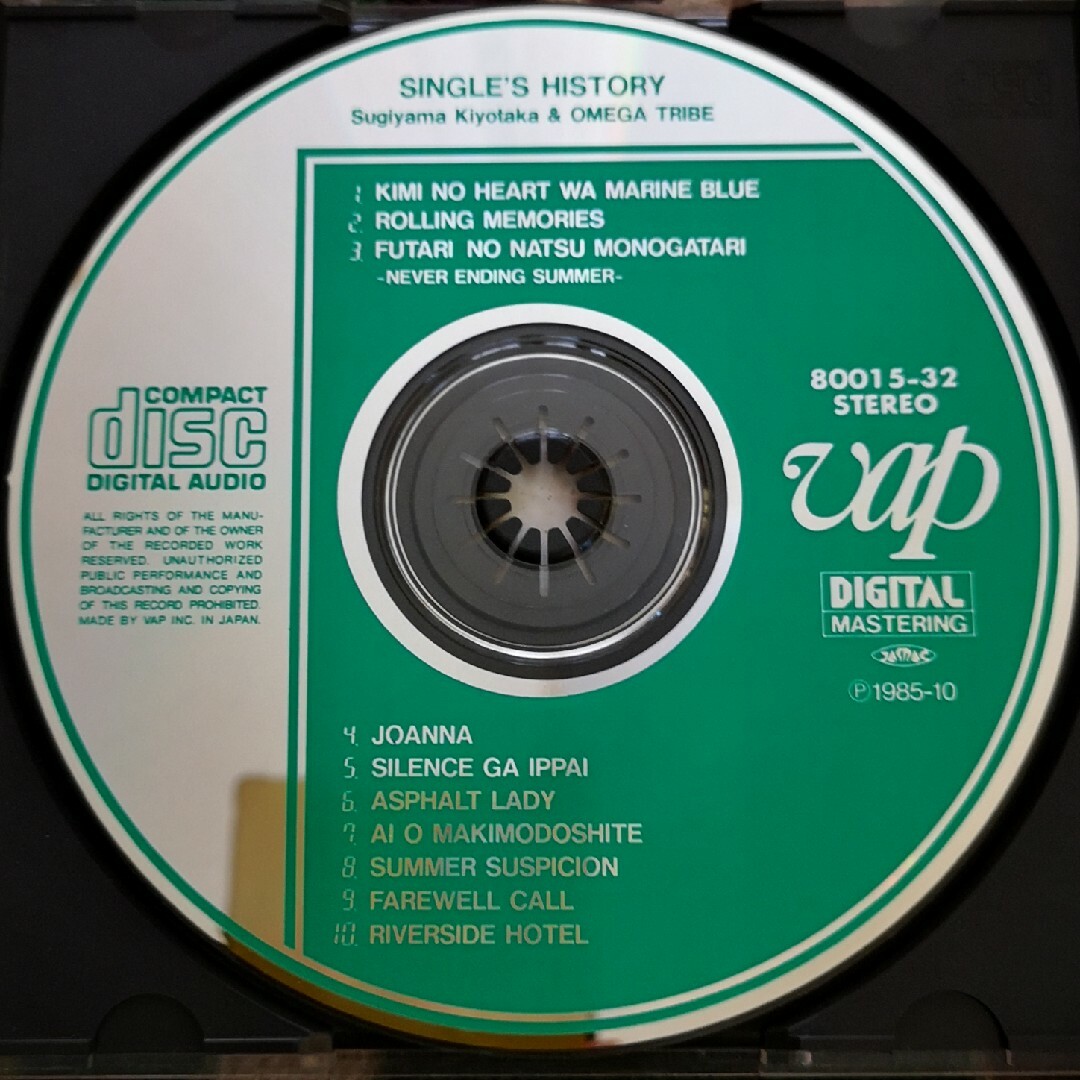 SINGLE'S HISTORY
Sugiyama Kiyotaka & OMEGA TRIBE
1. KIMI NO HEART WA MARINE BLUE
2. ROLLING MEMORIES
3. FUTARI NO NATSU MONOGATARI
-NEVER ENDING SUMMER-
COMPACT
disc
DIGITAL AUDIO
ALL RIGHTS OF THE MANU-
FACTURER AND OF THE OWNER
OF THE RECORDED WORK
RESERVED. UNAUTHORIZED
PUBLIC PERFORMANCE AND
BROADCASTING AND COPYING
OF THIS RECORD PROHIBITED.
MADE BY VAP INC. IN JAPAN.
80015-32
STEREO
vap
DIGITAL
MASTERING
JASRAC
Ⓟ1985-10
4. JOANNA
5. SILENCE GA IPPAI
6. ASPHALT LADY
7. AI O MAKIMODOSHITE
8. SUMMER SUSPICION
9. FAREWELL CALL
10. RIVERSIDE HOTEL